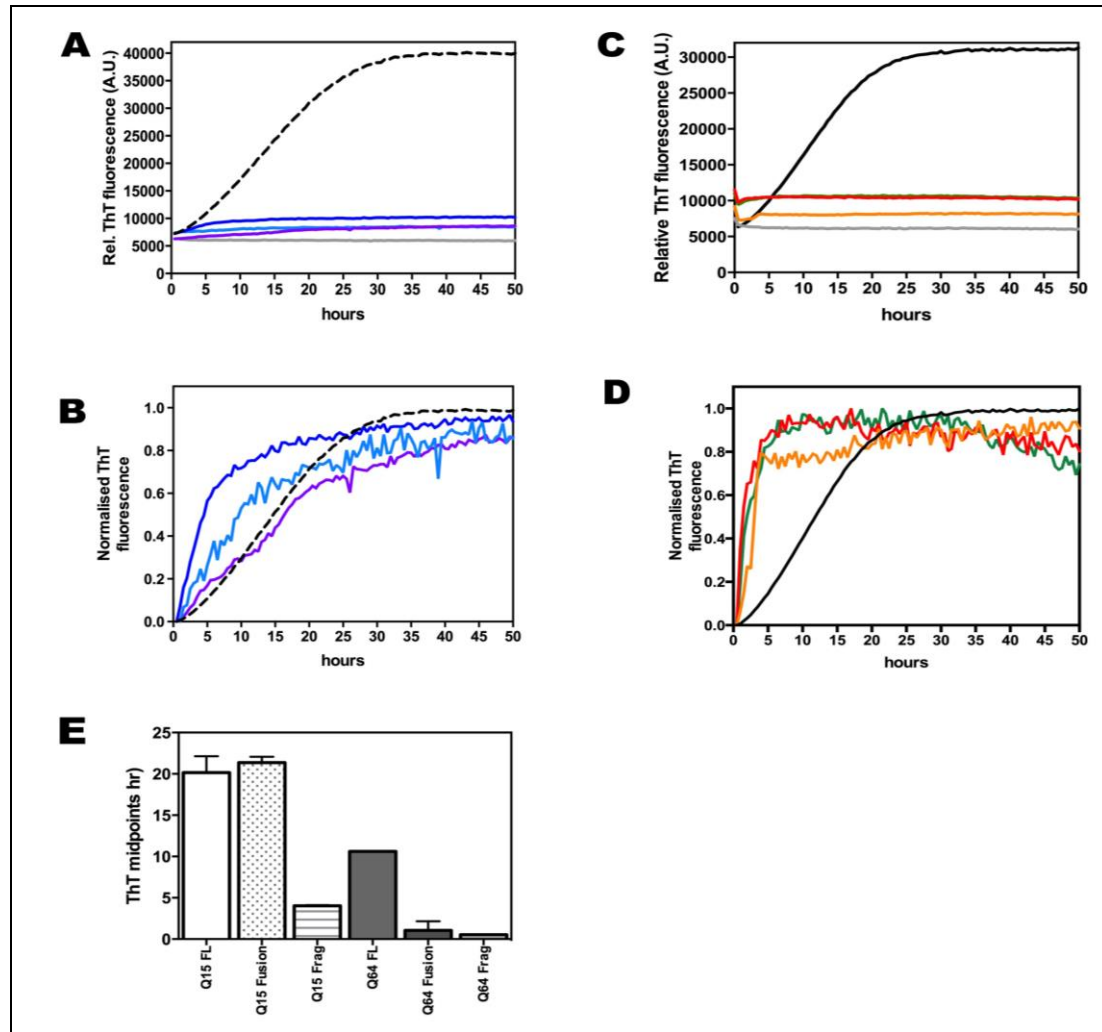 A
Rel. ThT fluorescence (A.U.)
40000
35000
30000
25000
20000
15000
10000
5000
0
0 5 10 15 20 25 30 35 40 45 50
hours
C
Relative ThT fluorescence (A.U.)
30000
25000
20000
15000
10000
5000
0
0 5 10 15 20 25 30 35 40 45 50
hours
B
Normalised ThT
fluorescence
1.0
0.8
0.6
0.4
0.2
0.0
0 5 10 15 20 25 30 35 40 45 50
hours
D
Normalised ThT
fluorescence
1.0
0.8
0.6
0.4
0.2
0.0
0 5 10 15 20 25 30 35 40 45 50
hours
E
ThT midpoints hr)
25
20
15
10
5
0
Q15 FL
Q15 Fusion
Q15 Frag
Q64 FL
Q64 Fusion
Q64 Frag